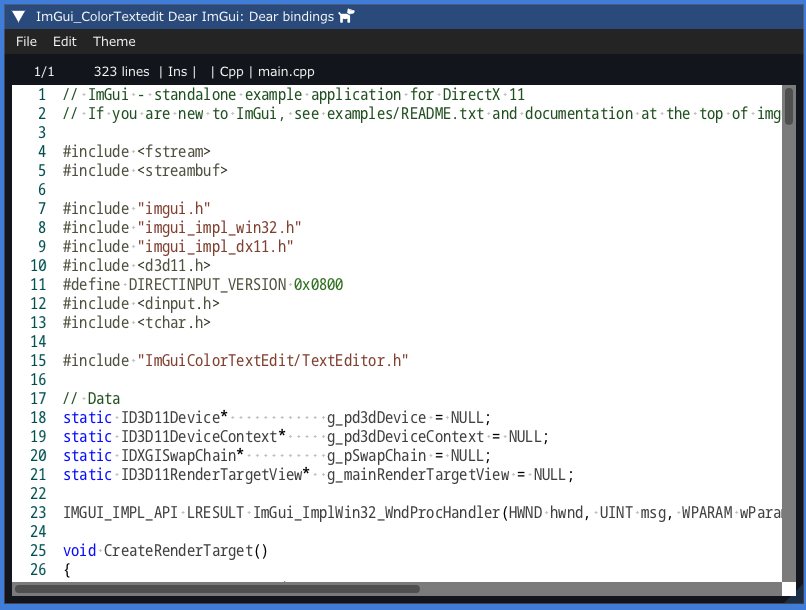 ImGui_ColorTextedit Dear ImGui: Dear bindings
File Edit Theme
1/1 323 lines | Ins | | Cpp | main.cpp
1 // ImGui - standalone example application for DirectX 11
2 // If you are new to ImGui, see examples/README.txt and documentation at the top of img
3
4 #include <fstream>
5 #include <streambuf>
6
7 #include "imgui.h"
8 #include "imgui_impl_win32.h"
9 #include "imgui_impl_dx11.h"
10 #include <d3d11.h>
11 #define DIRECTINPUT_VERSION 0x0800
12 #include <dinput.h>
13 #include <tchar.h>
14
15 #include "ImGuiColorTextEdit/TextEditor.h"
16
17 // Data
18 static ID3D11Device*            g_pd3dDevice = NULL;
19 static ID3D11DeviceContext*     g_pd3dDeviceContext = NULL;
20 static IDXGISwapChain*          g_pSwapChain = NULL;
21 static ID3D11RenderTargetView*  g_mainRenderTargetView = NULL;
22
23 IMGUI_IMPL_API LRESULT ImGui_ImplWin32_WndProcHandler(HWND hwnd, UINT msg, WPARAM wParam
24
25 void CreateRenderTarget()
26 {